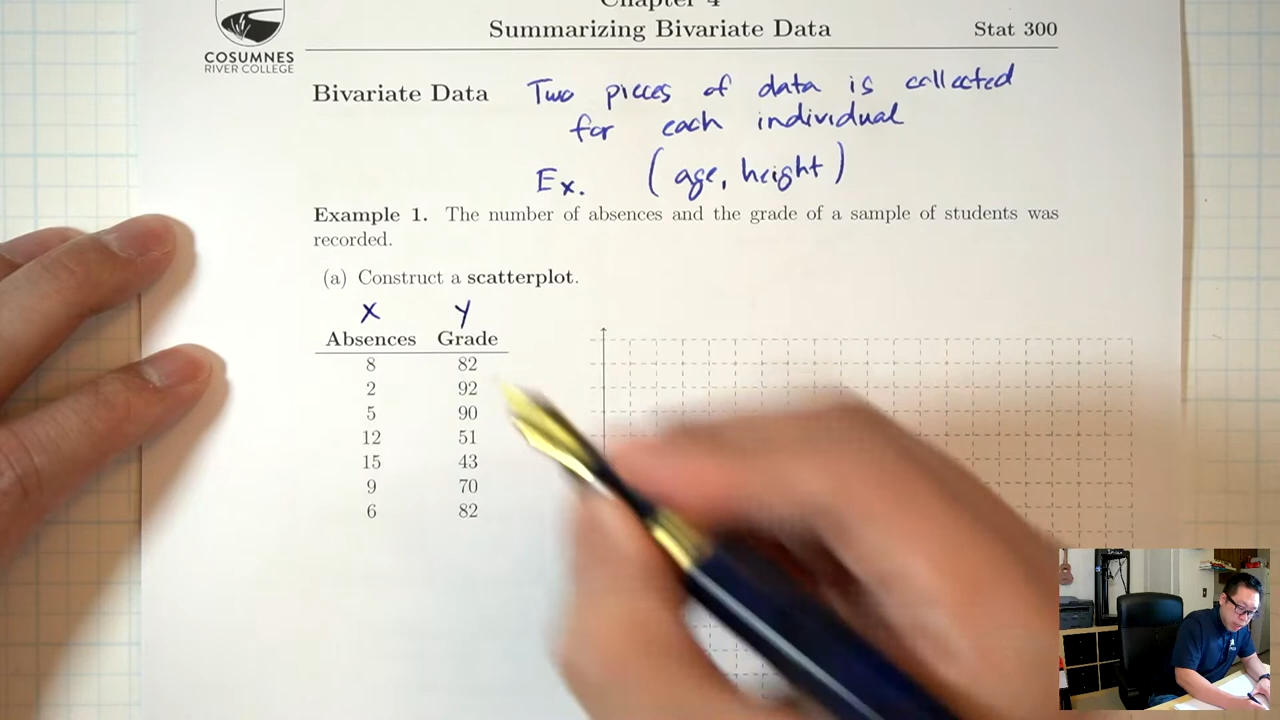 Chapter 4
Summarizing Bivariate Data
Stat 300
COSUMNES
RIVER COLLEGE
Bivariate Data Two pieces of data is collected
for each individual
Ex. (age, height)
Example 1. The number of absences and the grade of a sample of students was
recorded.
(a) Construct a scatterplot.
x y
Absences Grade
8 82
2 92
5 90
12 51
15 43
9 70
6 82